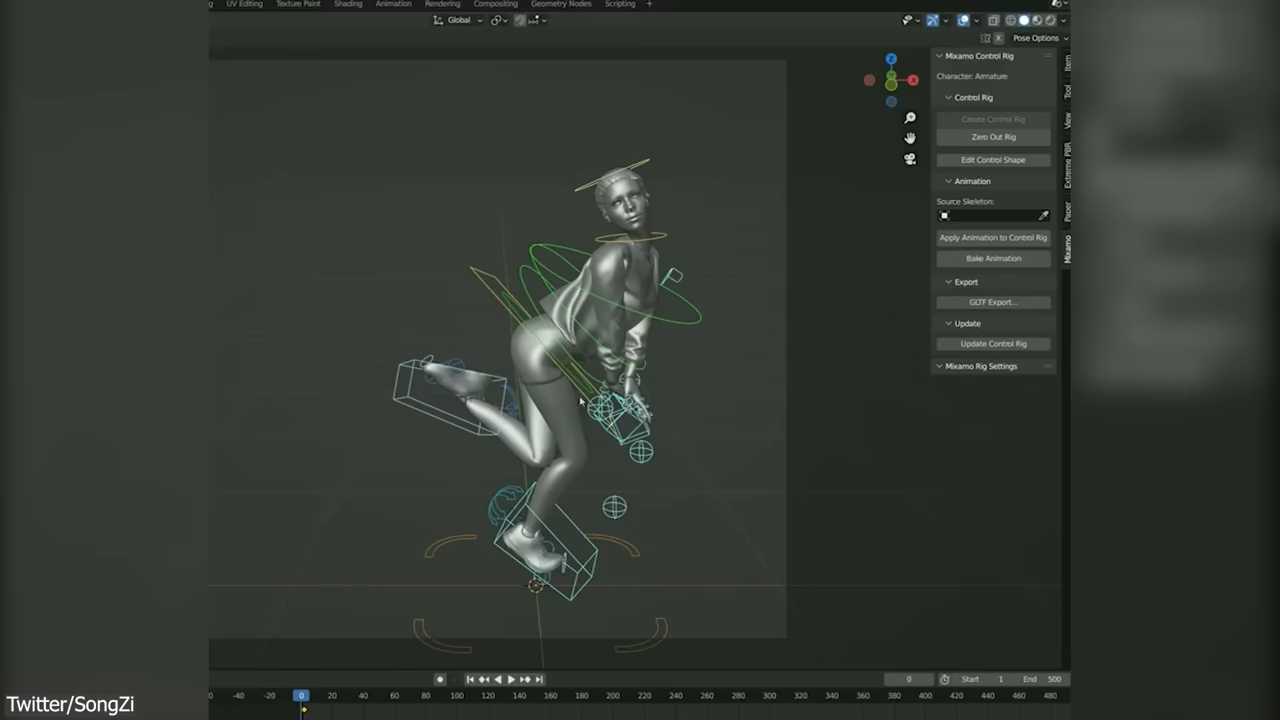 UV Editing Texture Paint Shading Animation Rendering Compositing Geometry Nodes Scripting +
Global
X Pose Options
Mixamo Control Rig
Character: Armature
Control Rig
Create Control Rig
Zero Out Rig
Edit Control Shape
Animation
Source Skeleton:
Apply Animation to Control Rig
Bake Animation
Export
GLTF Export...
Update
Update Control Rig
Mixamo Rig Settings
Item
Tool
View
Extreme PBR
Paper
Mixamo
Z
X
0 Start 1 End 500
-40 -20 0 20 40 60 80 100 120 140 160 180 200 220 240 260 280 300 320 340 360 380 400 420 440 460 480
Twitter/SongZi